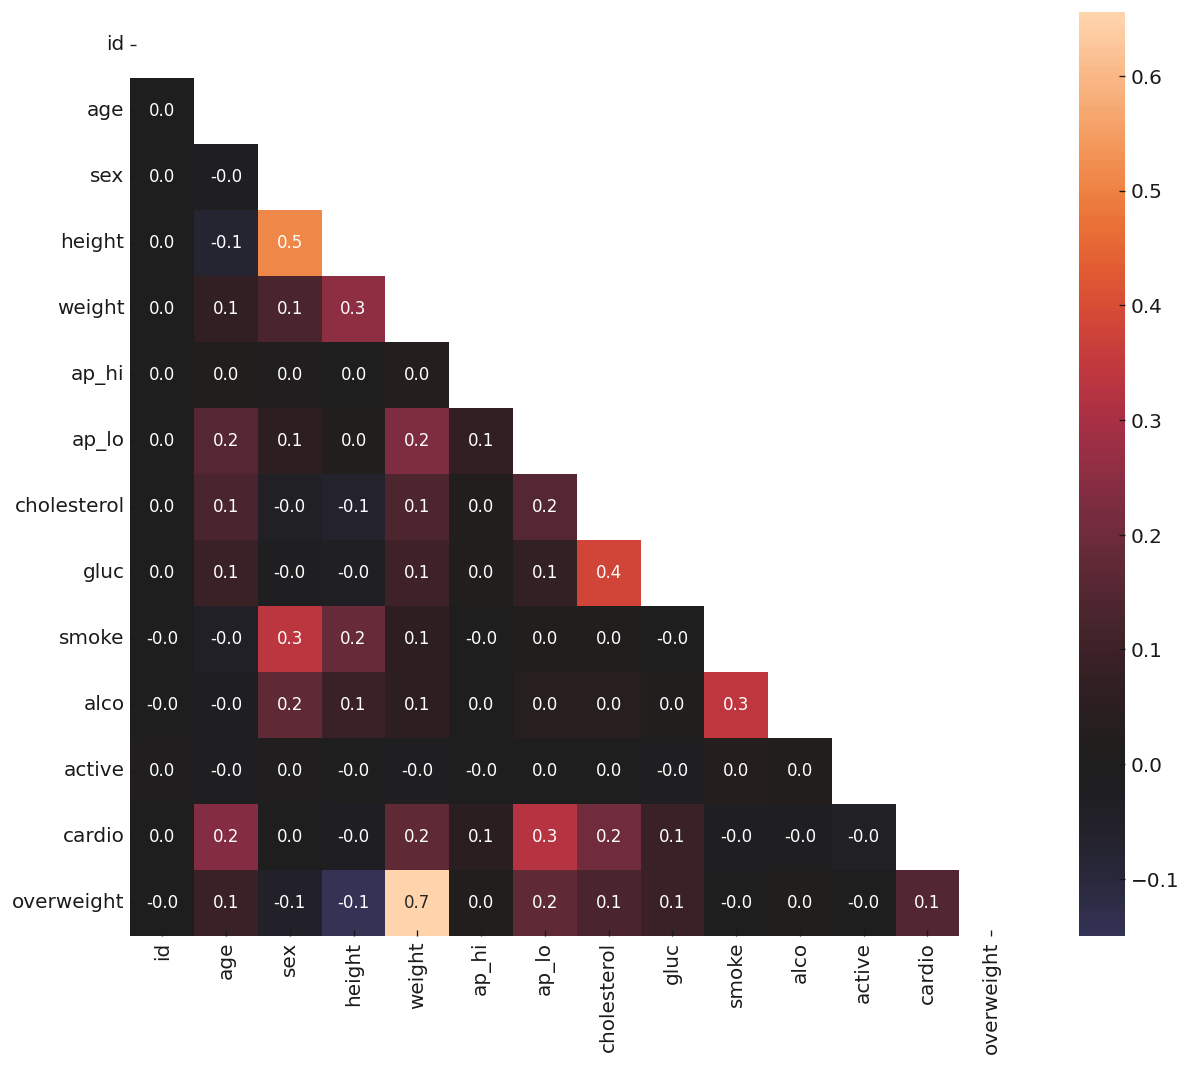 id
age 0.0
sex 0.0 -0.0
height 0.0 -0.1 0.5
weight 0.0 0.1 0.1 0.3
ap_hi 0.0 0.0 0.0 0.0 0.0
ap_lo 0.0 0.2 0.1 0.0 0.2 0.1
cholesterol 0.0 0.1 -0.0 -0.1 0.1 0.0 0.2
gluc 0.0 0.1 -0.0 -0.0 0.1 0.0 0.1 0.4
smoke -0.0 -0.0 0.3 0.2 0.1 -0.0 0.0 0.0 -0.0
alco -0.0 -0.0 0.2 0.1 0.1 0.0 0.0 0.0 0.0 0.3
active 0.0 -0.0 0.0 -0.0 -0.0 -0.0 0.0 0.0 -0.0 0.0 0.0
cardio 0.0 0.2 0.0 -0.0 0.2 0.1 0.3 0.2 0.1 -0.0 -0.0 -0.0
overweight -0.0 0.1 -0.1 -0.1 0.7 0.0 0.2 0.1 0.1 -0.0 0.0 -0.0 0.1
id age sex height weight ap_hi ap_lo cholesterol gluc smoke alco active cardio overweight
0.6
0.5
0.4
0.3
0.2
0.1
0.0
−0.1